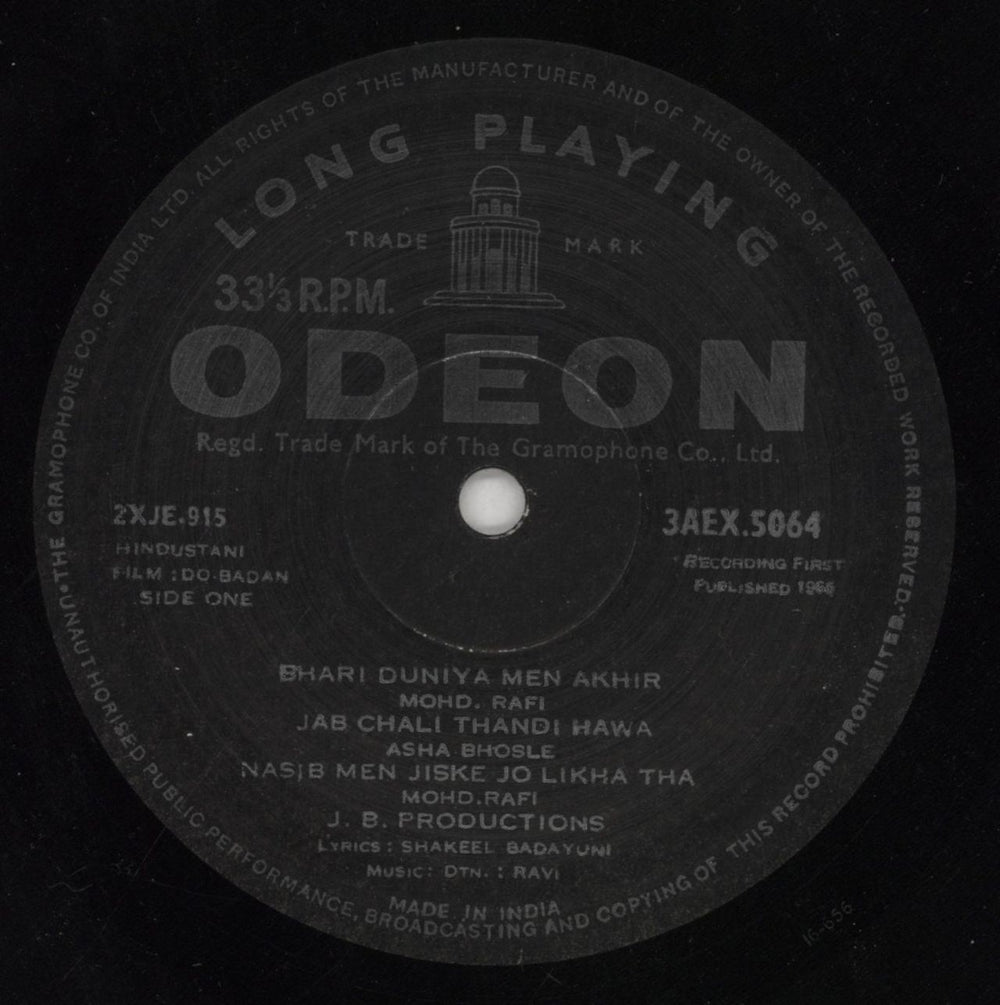 •THE GRAMOPHONE CO. OF INDIA LTD. ALL RIGHTS OF THE MANUFACTURER AND OF THE OWNER OF THE RECORDED WORK RESERVED•
LONG PLAYING
TRADE MARK
33⅓ R.P.M.
ODEON
Regd. Trade Mark of The Gramophone Co., Ltd.
2XJE.915
HINDUSTANI
FILM : DO-BADAN
SIDE ONE
3AEX.5064
RECORDING FIRST
PUBLISHED 1966
BHARI DUNIYA MEN AKHIR
MOHD. RAFI
JAB CHALI THANDI HAWA
ASHA BHOSLE
NASIB MEN JISKE JO LIKHA THA
MOHD.RAFI
J. B. PRODUCTIONS
LYRICS : SHAKEEL BADAYUNI
MUSIC: DTN. : RAVI
MADE IN INDIA
UNAUTHORISED PUBLIC PERFORMANCE, BROADCASTING AND COPYING OF THIS RECORD PROHIBITED
16-656